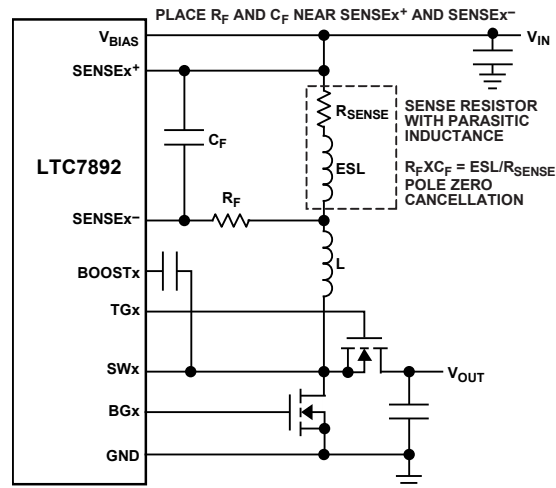 PLACE RF AND CF NEAR SENSEx+ AND SENSEx−
VBIAS
VIN
SENSEx+
RSENSE
SENSE RESISTOR
WITH PARASITIC
INDUCTANCE
CF
LTC7892
ESL
RFXCF = ESL/RSENSE
POLE ZERO
CANCELLATION
RF
SENSEx−
L
BOOSTx
TGx
SWx
VOUT
BGx
GND